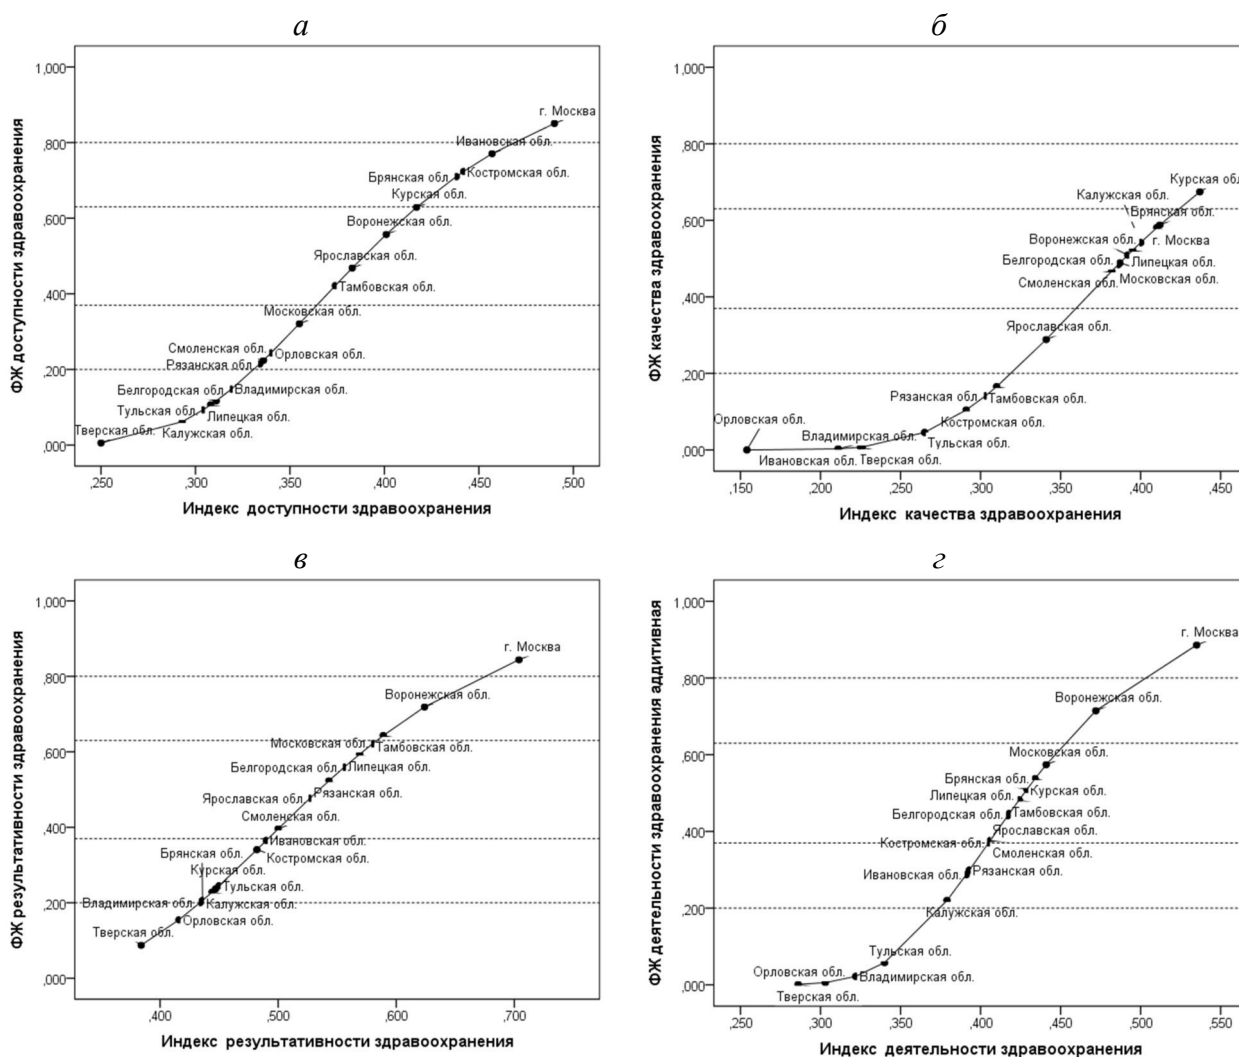 а
1,000
,800
,600
,400
,200
,000
ФЖ доступности здравоохранения
г. Москва
Ивановская обл.
Брянская обл.
Костромская обл.
Курская обл.
Воронежская обл.
Ярославская обл.
Тамбовская обл.
Московская обл.
Смоленская обл.
Орловская обл.
Рязанская обл.
Белгородская обл.
Владимирская обл.
Тульская обл.
Липецкая обл.
Тверская обл.
Калужская обл.
,250 ,300 ,350 ,400 ,450 ,500
Индекс доступности здравоохранения
б
1,000
,800
,600
,400
,200
,000
ФЖ качества здравоохранения
Курская обл.
Калужская обл.
Брянская обл.
Воронежская обл.
г. Москва
Белгородская обл.
Липецкая обл.
Смоленская обл.
Московская обл.
Ярославская обл.
Рязанская обл.
Тамбовская обл.
Костромская обл.
Орловская обл.
Владимирская обл.
Тульская обл.
Ивановская обл.
Тверская обл.
,150 ,200 ,250 ,300 ,350 ,400 ,450
Индекс качества здравоохранения
в
1,000
,800
,600
,400
,200
,000
ФЖ результативности здравоохранения
г. Москва
Воронежская обл.
Московская обл.
Тамбовская обл.
Белгородская обл.
Липецкая обл.
Рязанская обл.
Ярославская обл.
Смоленская обл.
Ивановская обл.
Брянская обл.
Костромская обл.
Курская обл.
Тульская обл.
Владимирская обл.
Калужская обл.
Орловская обл.
Тверская обл.
,400 ,500 ,600 ,700
Индекс результативности здравоохранения
г
1,000
,800
,600
,400
,200
,000
ФЖ деятельности здравоохранения аддитивная
г. Москва
Воронежская обл.
Московская обл.
Брянская обл.
Курская обл.
Липецкая обл.
Белгородская обл.
Тамбовская обл.
Ярославская обл.
Костромская обл.
Смоленская обл.
Ивановская обл.
Рязанская обл.
Калужская обл.
Тульская обл.
Орловская обл.
Владимирская обл.
Тверская обл.
,250 ,300 ,350 ,400 ,450 ,500 ,550
Индекс деятельности здравоохранения